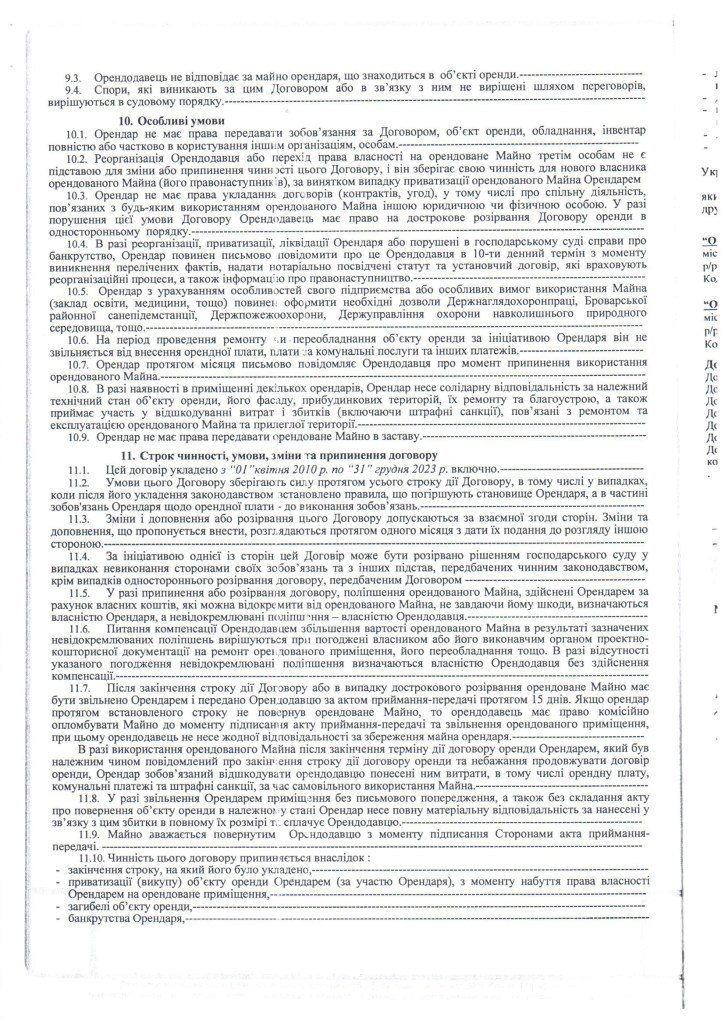 9.3. Орендодавець не відповідає за майно орендаря, що знаходиться в об’єкті оренди.
9.4. Спори, які виникають за цим Договором або в зв’язку з ним не вирішені шляхом переговорів,
вирішуються в судовому порядку.
10. Особливі умови
10.1. Орендар не має права передавати зобов’язання за Договором, об’єкт оренди, обладнання, інвентар
повністю або частково в користування іншим організаціям, особам.
10.2. Реорганізація Орендодавця або перехід права власності на орендоване Майно третім особам не є
підставою для зміни або припинення чинності цього Договору, і він зберігає свою чинність для нового власника
орендованого Майна (його правонаступників), за винятком випадку приватизації орендованого Майна Орендарем
10.3. Орендар не має права укладання договорів (контрактів, угод), у тому числі про спільну діяльність,
пов’язаних з будь-яким використанням орендованого Майна іншою юридичною чи фізичною особою. У разі
порушення цієї умови Договору Орендодавець має право на дострокове розірвання Договору оренди в
односторонньому порядку.
10.4. В разі реорганізації, приватизації, ліквідації Орендаря або порушені в господарському суді справи про
банкрутство, Орендар повинен письмово повідомити про це Орендодавця в 10-ти денний термін з моменту
виникнення перелічених фактів, надати нотаріально посвідчені статут та установчий договір, які враховують
реорганізаційні процеси, а також інформацію про правонаступництво.
10.5. Орендар з урахуванням особливостей свого підприємства або особливих вимог використання Майна
(заклад освіти, медицини, тощо) повинен оформити необхідні дозволи Держнаглядохоронпраці, Броварської
районної санепідемстанції, Держпожежоохорони, Держуправління охорони навколишнього природного
середовища, тощо.
10.6. На період проведення ремонту чи переобладнання об’єкту оренди за ініціативою Орендаря він не
звільняється від внесення орендної плати, плати за комунальні послуги та інших платежів.
10.7. Орендар протягом місяця письмово повідомляє Орендодавця про момент припинення використання
орендованого Майна.
10.8. В разі наявності в приміщенні декількох орендарів, Орендар несе солідарну відповідальність за належний
технічний стан об’єкту оренди, його фасаду, прибудинкових територій, їх ремонту та благоустрою, а також
приймає участь у відшкодуванні витрат і збитків (включаючи штрафні санкції), пов’язані з ремонтом та
експлуатацією орендованого Майна та прилеглої території.
10.9. Орендар не має права передавати орендоване Майно в заставу.
11. Строк чинності, умови, зміни та припинення договору
11.1. Цей договір укладено з “01”квітня 2010 р. по “31” грудня 2023 р. включно.
11.2. Умови цього Договору зберігають силу протягом усього строку дії Договору, в тому числі у випадках,
коли після його укладення законодавством встановлено правила, що погіршують становище Орендаря, а в частині
зобов'язань Орендаря щодо орендної плати - до виконання зобов’язань.
11.3. Зміни і доповнення або розірвання цього Договору допускаються за взаємної згоди сторін. Зміни та
доповнення, що пропонується внести, розглядаються протягом одного місяця з дати їх подання до розгляду іншою
стороною.
11.4. За ініціативою однієї із сторін цей Договір може бути розірвано рішенням господарського суду у
випадках невиконання сторонами своїх зобов’язань та з інших підстав, передбачених чинним законодавством,
крім випадків одностороннього розірвання договору, передбаченим Договором
11.5. У разі припинення або розірвання договору, поліпшення орендованого Майна, здійснені Орендарем за
рахунок власних коштів, які можна відокремити від орендованого Майна, не завдаючи йому шкоди, визначаються
власністю Орендаря, а невідокремлювані поліпшення – власністю Орендодавця.
11.6. Питання компенсації Орендодавцем збільшення вартості орендованого Майна в результаті зазначених
невідокремлюваних поліпшень вирішуються при погоджені власником або його виконавчим органом проектно-
кошторисної документації на ремонт орендованого приміщення, його переобладнання тощо. В разі відсутності
указаного погодження невідокремлювані поліпшення визначаються власністю Орендодавця без здійснення
компенсації.
11.7. Після закінчення строку дії Договору або в випадку дострокового розірвання орендоване Майно має
бути звільнено Орендарем і передано Орендодавцю за актом приймання-передачі протягом 15 днів. Якщо орендар
протягом встановленого строку не повернув орендоване Майно, то орендодавець має право комісійно
опломбувати Майно до моменту підписання акту приймання-передачі та звільнення орендованого приміщення,
при цьому орендодавець не несе жодної відповідальності за збереження майна орендаря.
В разі використання орендованого Майна після закінчення терміну дії договору оренди Орендарем, який був
належним чином повідомлений про закінчення строку дії договору оренди та небажання продовжувати договір
оренди, Орендар зобов’язаний відшкодувати орендодавцю понесені ним витрати, в тому числі орендну плату,
комунальні платежі та штрафні санкції, за час самовільного використання Майна.
11.8. У разі звільнення Орендарем приміщення без письмового попередження, а також без складання акту
про повернення об’єкту оренди в належному стані Орендар несе повну матеріальну відповідальність за нанесені у
зв’язку з цим збитки в повному їх розмірі та сплачує Орендодавцю.
11.9. Майно аважається повернутим Орендодавцю з моменту підписання Сторонами акта приймання-
передачі.
11.10. Чинність цього договору припиняється внаслідок :
- закінчення строку, на який його було укладено,
- приватизації (викупу) об’єкту оренди Орендарем (за участю Орендаря), з моменту набуття права власності
Орендарем на орендоване приміщення,
- загибелі об’єкту оренди,
- банкрутства Орендаря,